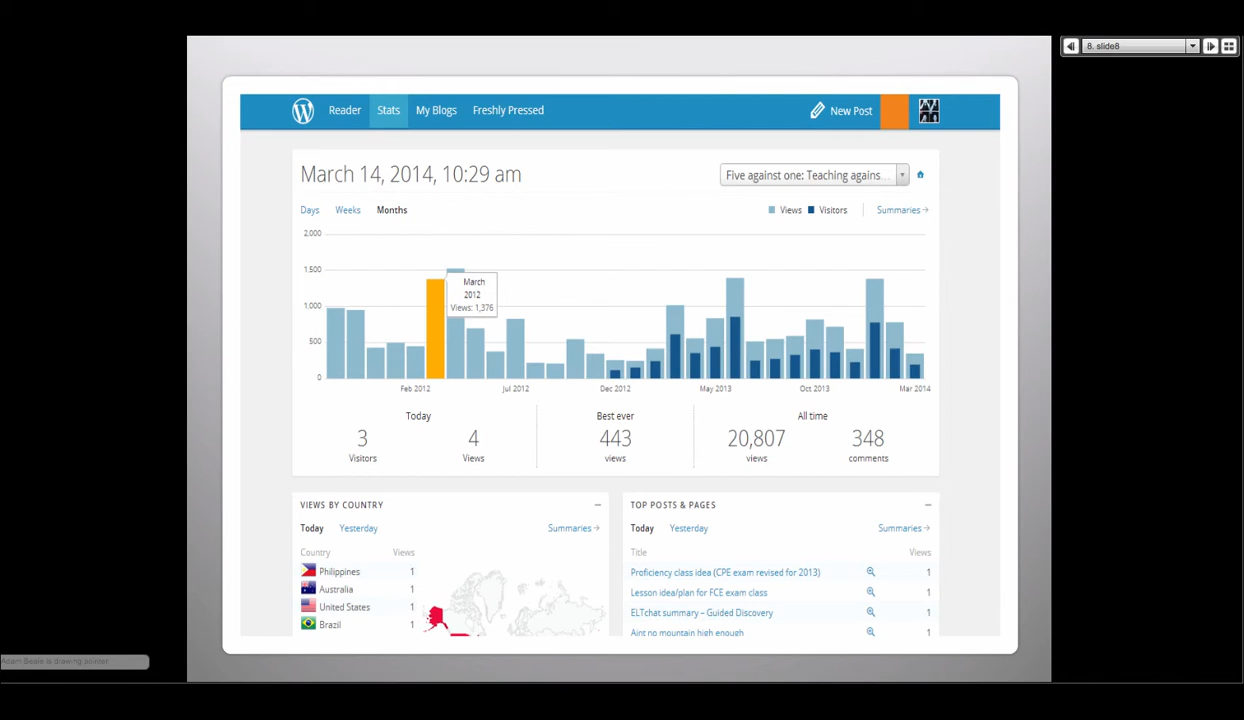 8. slide8
Reader Stats My Blogs Freshly Pressed New Post
March 14, 2014, 10:29 am
Five against one: Teaching agains...
Days Weeks Months
Views Visitors Summaries→
2,000
1,500
1,000
500
0
March
2012
Views: 1,376
Feb 2012 Jul 2012 Dec 2012 May 2013 Oct 2013 Mar 2014
Today Best ever All time
3 4 443 20,807 348
Visitors Views views views comments
VIEWS BY COUNTRY
Today Yesterday Summaries→
Country Views
Philippines 1
Australia 1
United States 1
Brazil 1
TOP POSTS & PAGES
Today Yesterday Summaries→
Title Views
Proficiency class idea (CPE exam revised for 2013) 1
Lesson idea/plan for FCE exam class 1
ELTchat summary – Guided Discovery 1
Aint no mountain high enough 1
Adam Beale is drawing pointer